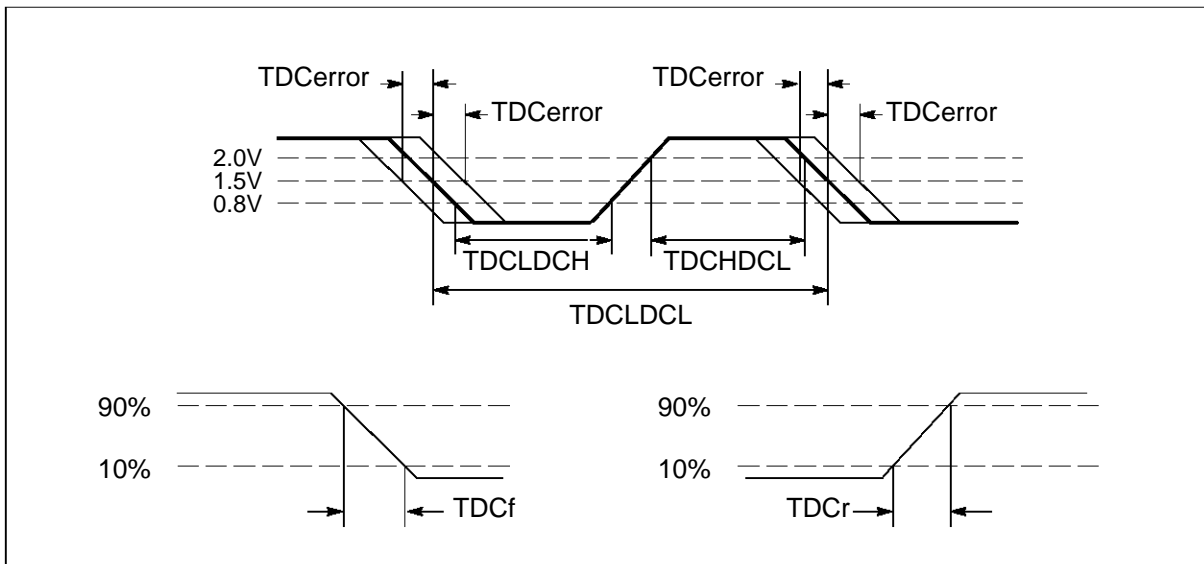 TDCerror
TDCerror
TDCerror
TDCerror
2.0V
1.5V
0.8V
TDCLDCH
TDCHDCL
TDCLDCL
90%
10%
TDCf
90%
10%
TDCr